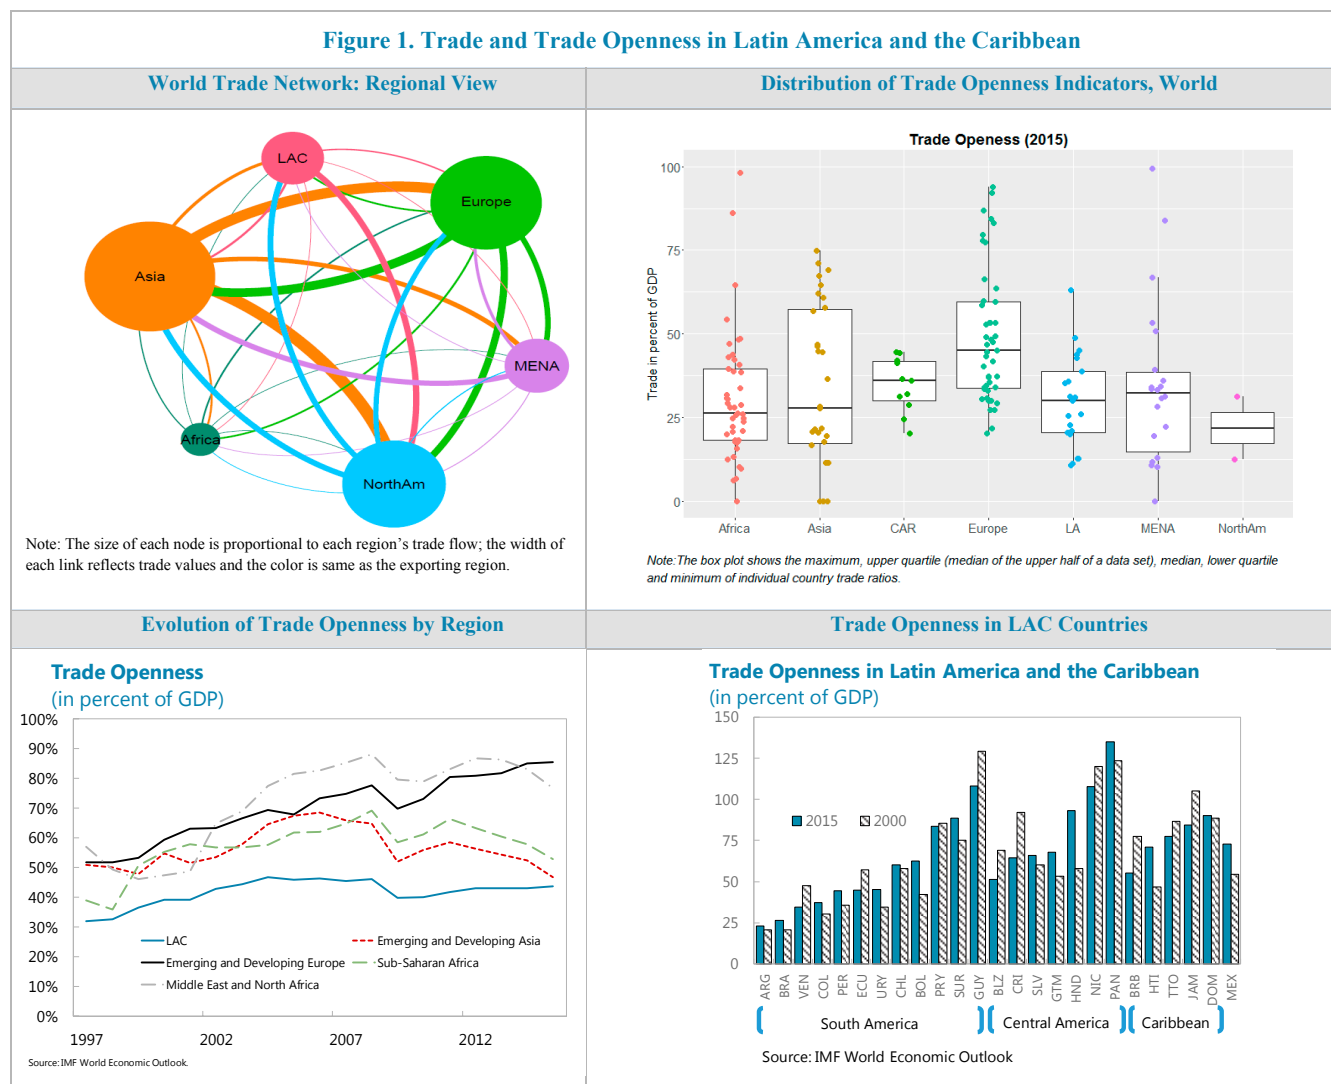 Figure 1. Trade and Trade Openness in Latin America and the Caribbean
World Trade Network: Regional View
Distribution of Trade Openness Indicators, World
LAC
Europe
Asia
MENA
Africa
NorthAm
Note: The size of each node is proportional to each region's trade flow; the width of
each link reflects trade values and the color is same as the exporting region.
Trade Openess (2015)
Trade in percent of GDP
100
75
50
25
0
Africa Asia CAR Europe LA MENA NorthAm
Note:The box plot shows the maximum, upper quartile (median of the upper half of a data set), median, lower quartile
and minimum of individual country trade ratios.
Evolution of Trade Openness by Region
Trade Openness in LAC Countries
Trade Openness
(in percent of GDP)
100%
90%
80%
70%
60%
50%
40%
30%
20%
10%
0%
LAC
Emerging and Developing Asia
Emerging and Developing Europe
Sub-Saharan Africa
Middle East and North Africa
1997 2002 2007 2012
Source: IMF World Economic Outlook.
Trade Openness in Latin America and the Caribbean
(in percent of GDP)
150
125
100
75
50
25
0
2015 2000
ARG BRA VEN COL PER ECU URY CHL BOL PRY SUR GUY BLZ CRI SLV GTM HND NIC PAN BRB HTI TTO JAM DOM MEX
South America Central America Caribbean
Source: IMF World Economic Outlook